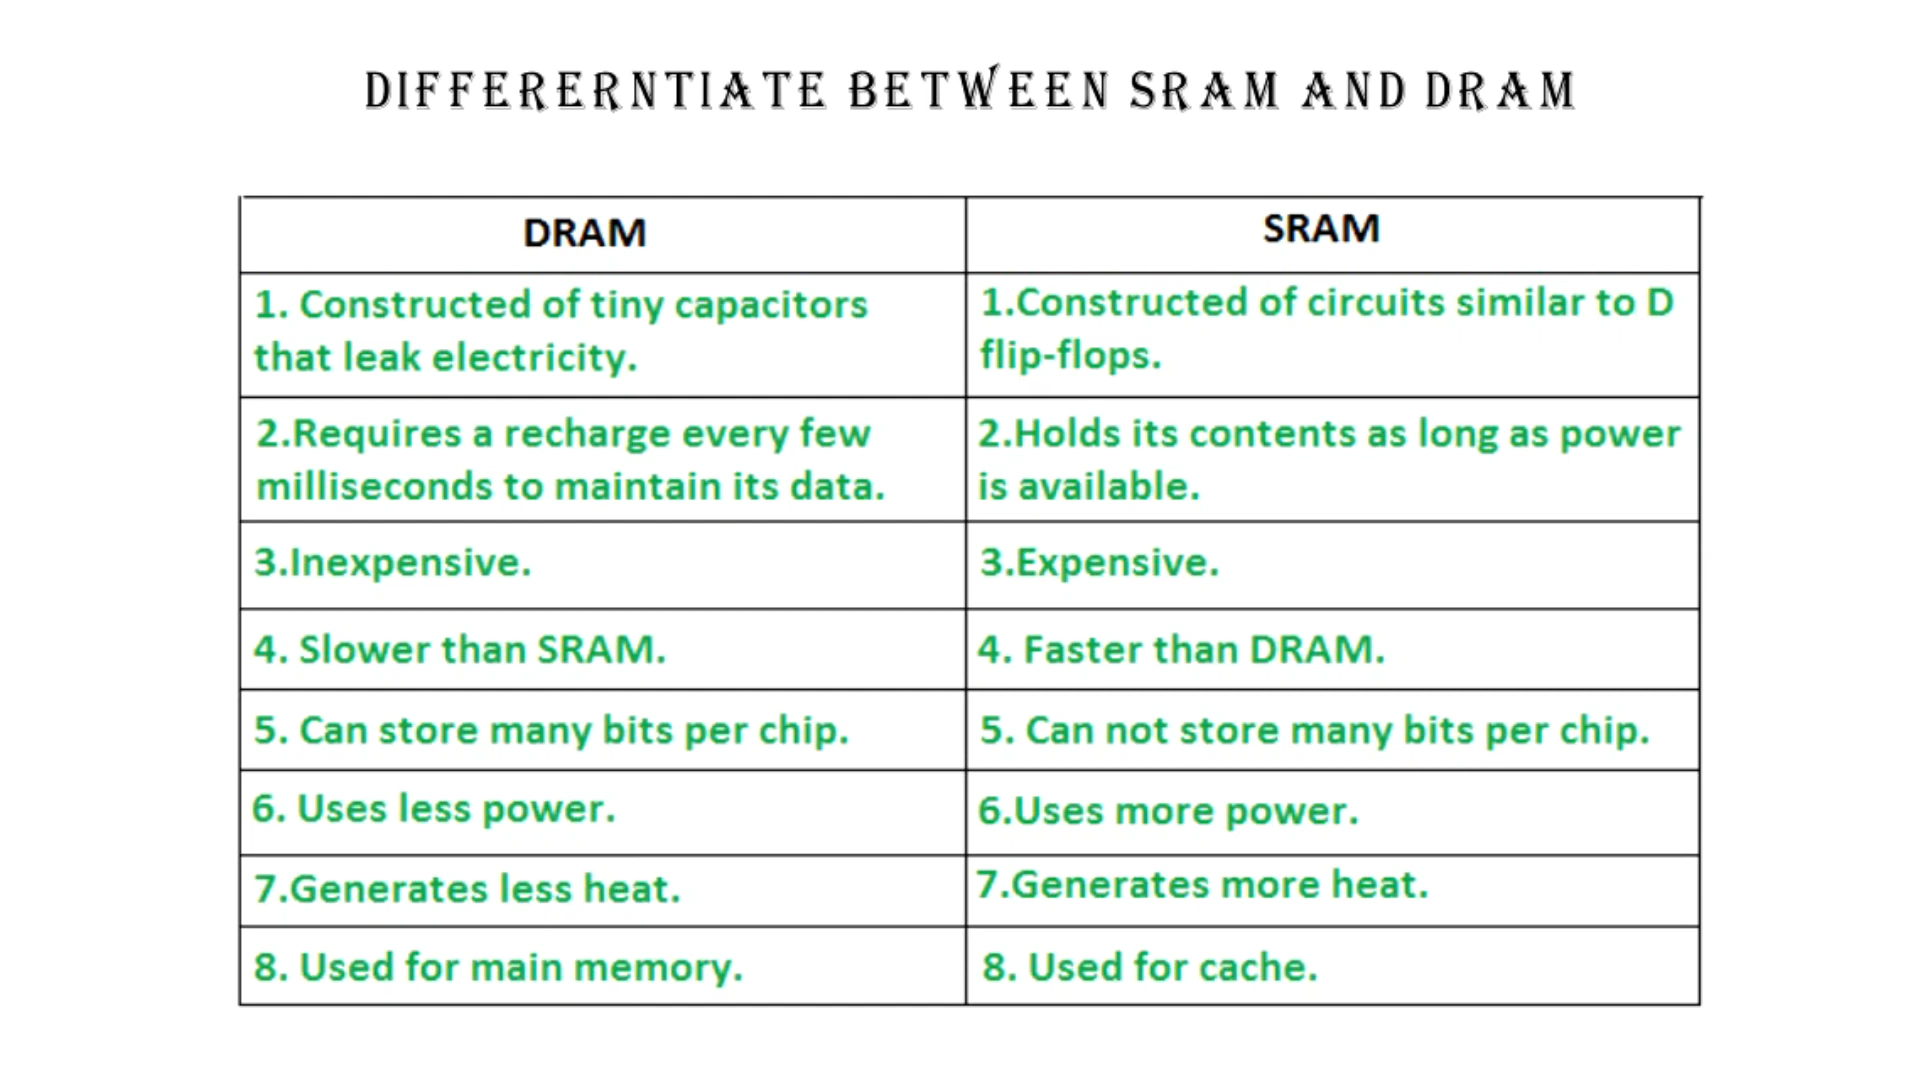 DIFFERERNTIATE BETWEEN SRAM AND DRAM
DRAM
SRAM
1. Constructed of tiny capacitors
that leak electricity.
1.Constructed of circuits similar to D
flip-flops.
2.Requires a recharge every few
milliseconds to maintain its data.
2.Holds its contents as long as power
is available.
3.Inexpensive.
3.Expensive.
4. Slower than SRAM.
4. Faster than DRAM.
5. Can store many bits per chip.
5. Can not store many bits per chip.
6. Uses less power.
6.Uses more power.
7.Generates less heat.
7.Generates more heat.
8. Used for main memory.
8. Used for cache.